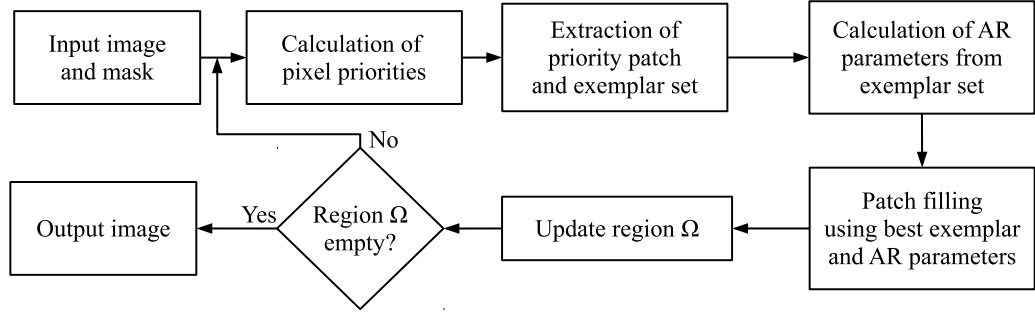 Input image
and mask
Calculation of
pixel priorities
Extraction of
priority patch
and exemplar set
Calculation of AR
parameters from
exemplar set
Patch filling
using best exemplar
and AR parameters
Update region Ω
Region Ω
empty?
No
Yes
Output image